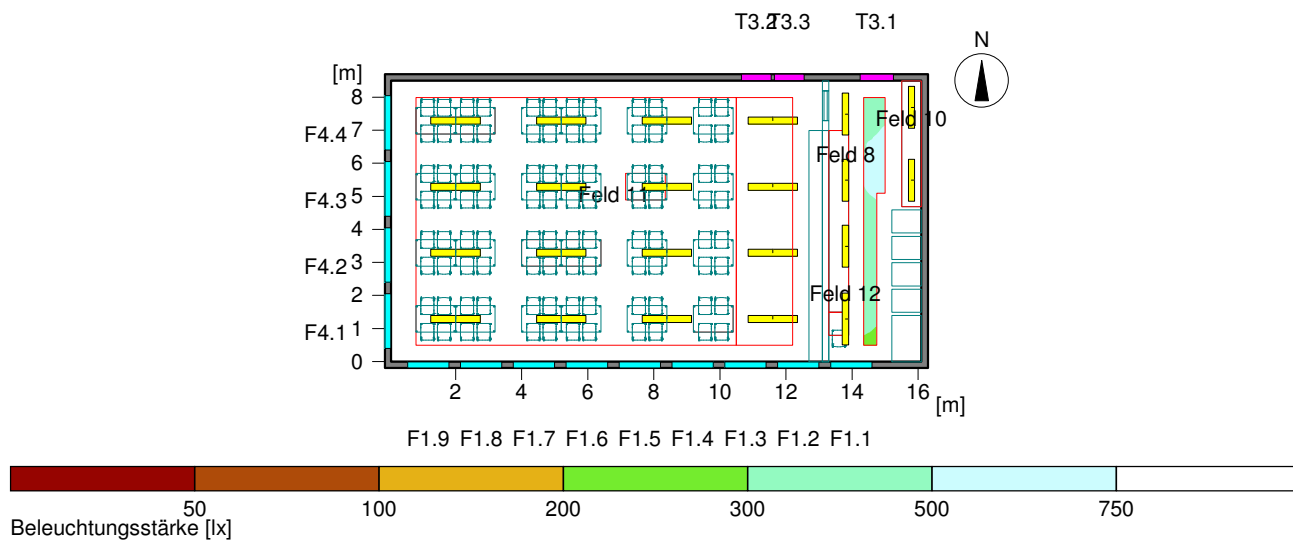 T3.2 T3.3 T3.1
N
[m]
8
F4.4 7
Feld 10
Feld 8
6
F4.3 5
Feld 11
4
F4.2 3
2
Feld 12
F4.1 1
0
2 4 6 8 10 12 14 16
[m]
F1.9 F1.8 F1.7 F1.6 F1.5 F1.4 F1.3 F1.2 F1.1
50 100 200 300 500 750
Beleuchtungsstärke [lx]